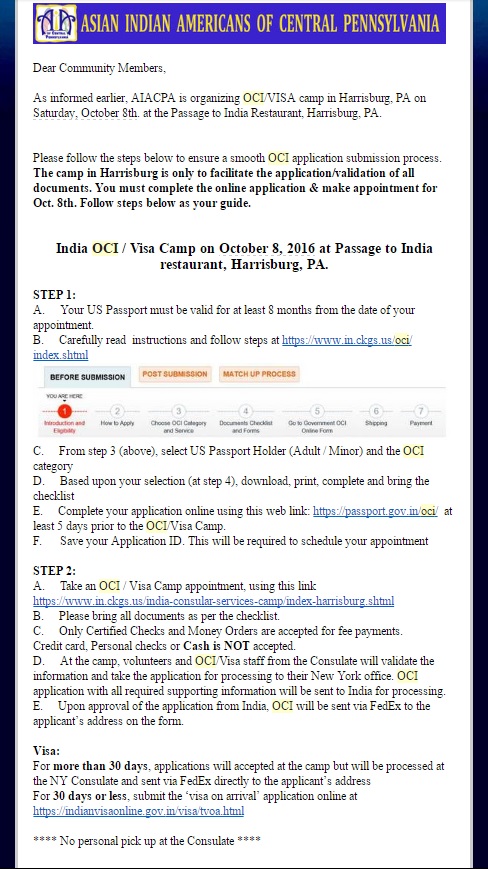 ASIAN INDIAN AMERICANS OF CENTRAL PENNSYLVANIA
Dear Community Members,
As informed earlier, AIACPA is organizing OCI/VISA camp in Harrisburg, PA on
Saturday, October 8th. at the Passage to India Restaurant, Harrisburg, PA.
Please follow the steps below to ensure a smooth OCI application submission process.
The camp in Harrisburg is only to facilitate the application/validation of all
documents. You must complete the online application & make appointment for
Oct. 8th. Follow steps below as your guide.
India OCI / Visa Camp on October 8, 2016 at Passage to India
restaurant, Harrisburg, PA.
STEP 1:
A. Your US Passport must be valid for at least 8 months from the date of your
appointment.
B. Carefully read instructions and follow steps at https://www.in.ckgs.us/oci/
index.shtml
BEFORE SUBMISSION POST SUBMISSION MATCH UP PROCESS
YOU ARE HERE
1 2 3 4 5 6 7
Introduction and How to Apply Choose OCI Category Documents Checklist Go to Government OCI Shipping Payment
Eligibility and Service and Forms Online Form
C. From step 3 (above), select US Passport Holder (Adult / Minor) and the OCI
category
D. Based upon your selection (at step 4), download, print, complete and bring the
checklist
E. Complete your application online using this web link: https://passport.gov.in/oci/ at
least 5 days prior to the OCI/Visa Camp.
F. Save your Application ID. This will be required to schedule your appointment
STEP 2:
A. Take an OCI / Visa Camp appointment, using this link
https://www.in.ckgs.us/india-consular-services-camp/index-harrisburg.shtml
B. Please bring all documents as per the checklist.
C. Only Certified Checks and Money Orders are accepted for fee payments.
Credit card, Personal checks or Cash is NOT accepted.
D. At the camp, volunteers and OCI/Visa staff from the Consulate will validate the
information and take the application for processing to their New York office. OCI
application with all required supporting information will be sent to India for processing.
E. Upon approval of the application from India, OCI will be sent via FedEx to the
applicant's address on the form.
Visa:
For more than 30 days, applications will accepted at the camp but will be processed at
the NY Consulate and sent via FedEx directly to the applicant's address
For 30 days or less, submit the 'visa on arrival' application online at
https://indianvisaonline.gov.in/visa/tvoa.html
**** No personal pick up at the Consulate ****